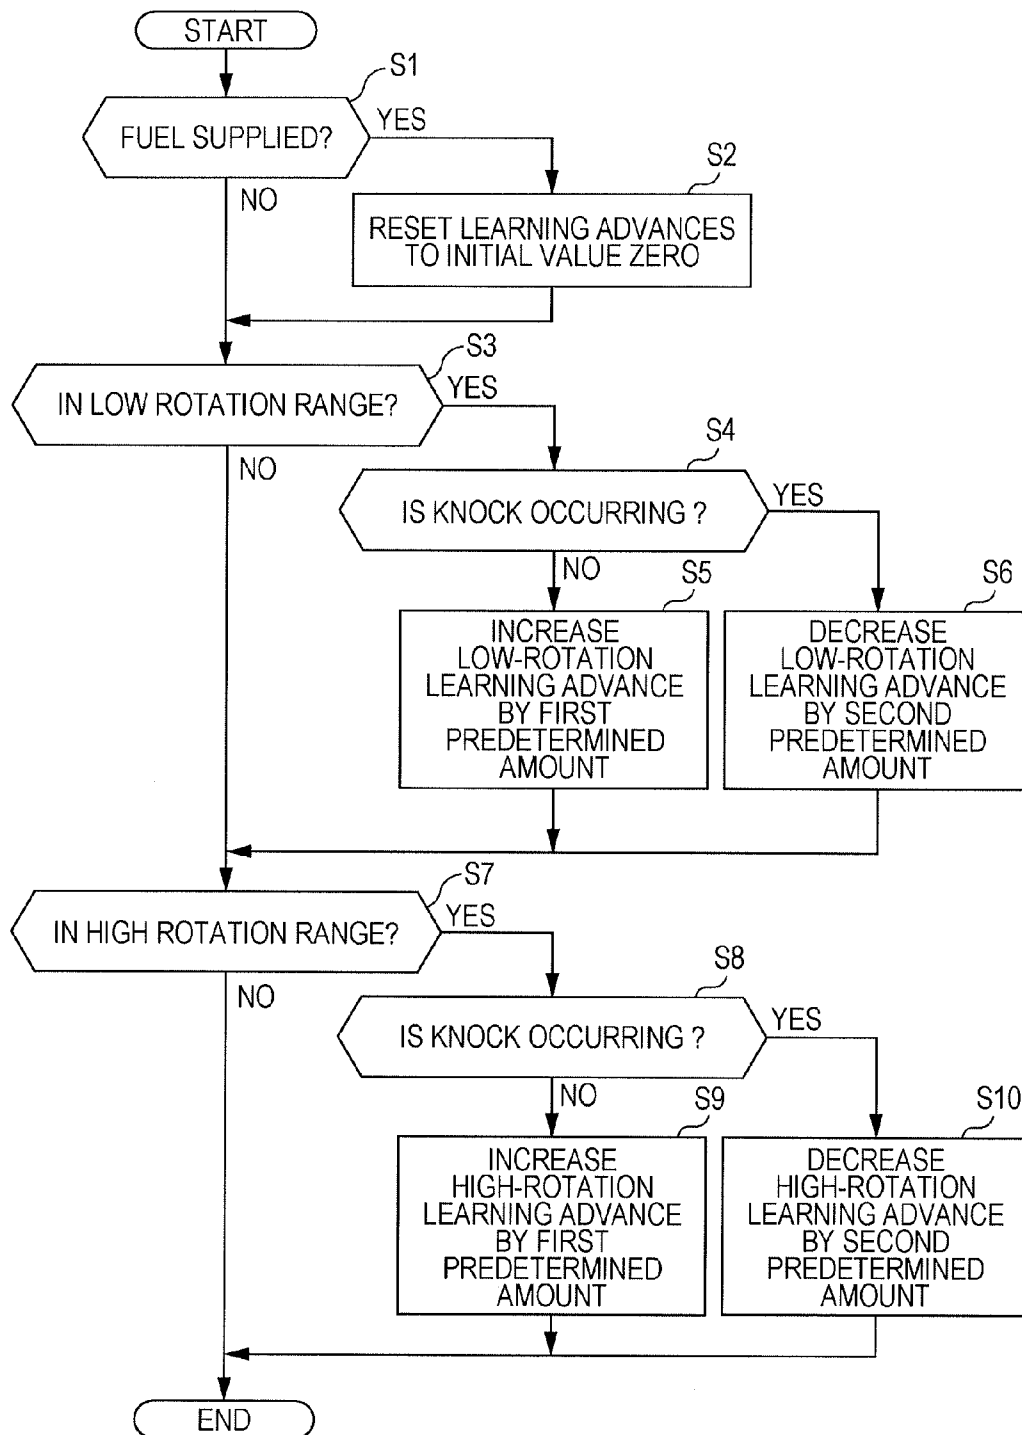 START
S1
FUEL SUPPLIED?
YES
NO
S2
RESET LEARNING ADVANCES
TO INITIAL VALUE ZERO
S3
IN LOW ROTATION RANGE?
YES
NO
S4
IS KNOCK OCCURRING ?
YES
NO
S5
INCREASE
LOW-ROTATION
LEARNING ADVANCE
BY FIRST
PREDETERMINED
AMOUNT
S6
DECREASE
LOW-ROTATION
LEARNING ADVANCE
BY SECOND
PREDETERMINED
AMOUNT
S7
IN HIGH ROTATION RANGE?
YES
NO
S8
IS KNOCK OCCURRING ?
YES
NO
S9
INCREASE
HIGH-ROTATION
LEARNING ADVANCE
BY FIRST
PREDETERMINED
AMOUNT
S10
DECREASE
HIGH-ROTATION
LEARNING ADVANCE
BY SECOND
PREDETERMINED
AMOUNT
END